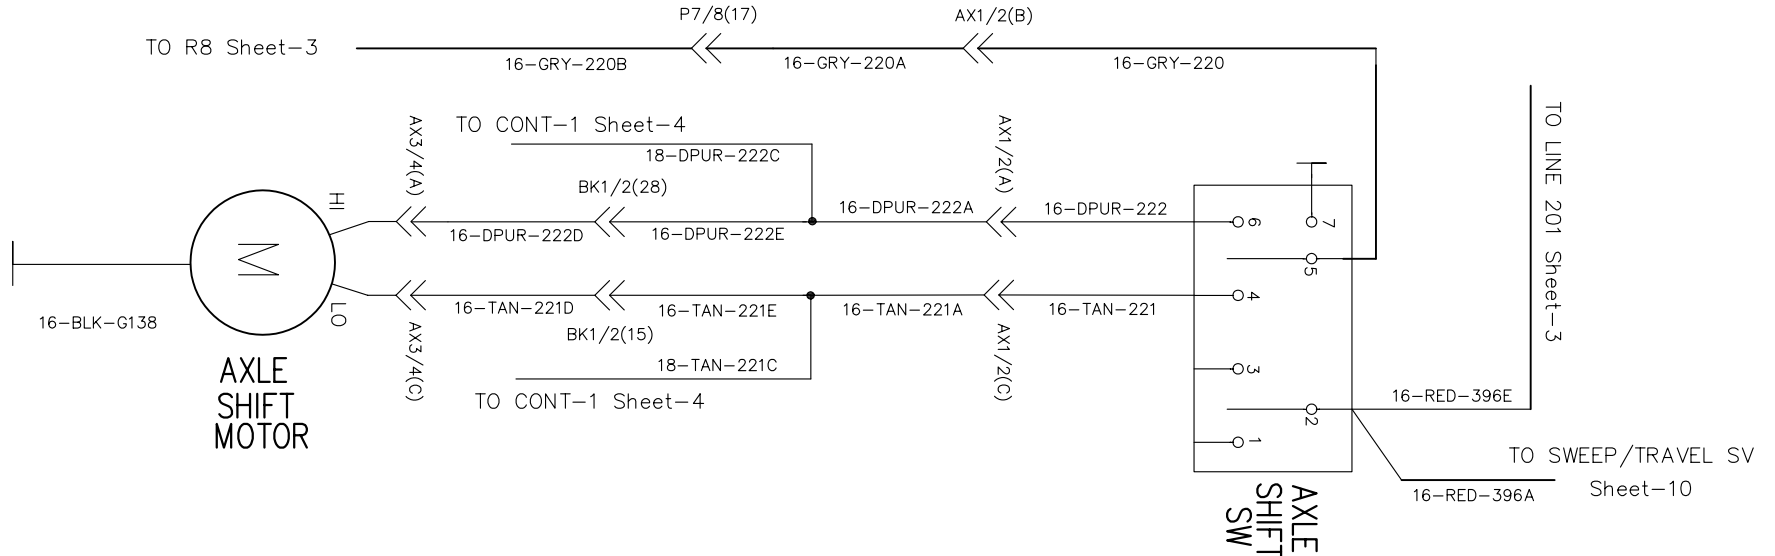 P7/8(17)
AX1/2(B)
TO R8 Sheet-3
16-GRY-220B
16-GRY-220A
16-GRY-220
TO CONT-1 Sheet-4
18-DPUR-222C
AX3/4(A)
BK1/2(28)
AX1/2(A)
TO LINE 201 Sheet-3
HI
16-DPUR-222D
16-DPUR-222E
16-DPUR-222A
16-DPUR-222
6
7
M
5
LO
16-TAN-221D
16-TAN-221E
16-TAN-221A
16-TAN-221
4
16-BLK-G138
AX3/4(C)
BK1/2(15)
AX1/2(C)
18-TAN-221C
TO CONT-1 Sheet-4
3
16-RED-396E
2
1
AXLE
SHIFT
MOTOR
TO SWEEP/TRAVEL SV
Sheet-10
16-RED-396A
AXLE
SHIFT
SW